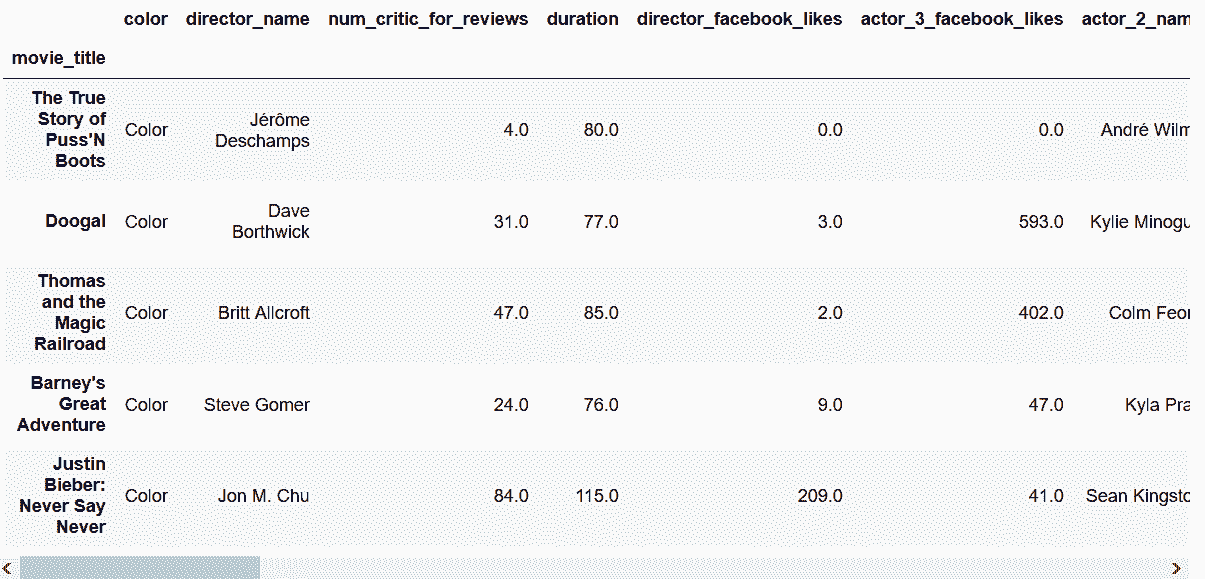 color director_name num_critic_for_reviews duration director_facebook_likes actor_3_facebook_likes actor_2_nam
movie_title
The True
Story of
Puss'N
Boots
Color Jérôme
Deschamps 4.0 80.0 0.0 0.0 André Wilm
Doogal Color Dave
Borthwick 31.0 77.0 3.0 593.0 Kylie Minogu
Thomas
and the
Magic
Railroad
Color Britt Allcroft 47.0 85.0 2.0 402.0 Colm Feor
Barney's
Great
Adventure
Color Steve Gomer 24.0 76.0 9.0 47.0 Kyla Pra
Justin
Bieber:
Never Say
Never
Color Jon M. Chu 84.0 115.0 209.0 41.0 Sean Kingsto